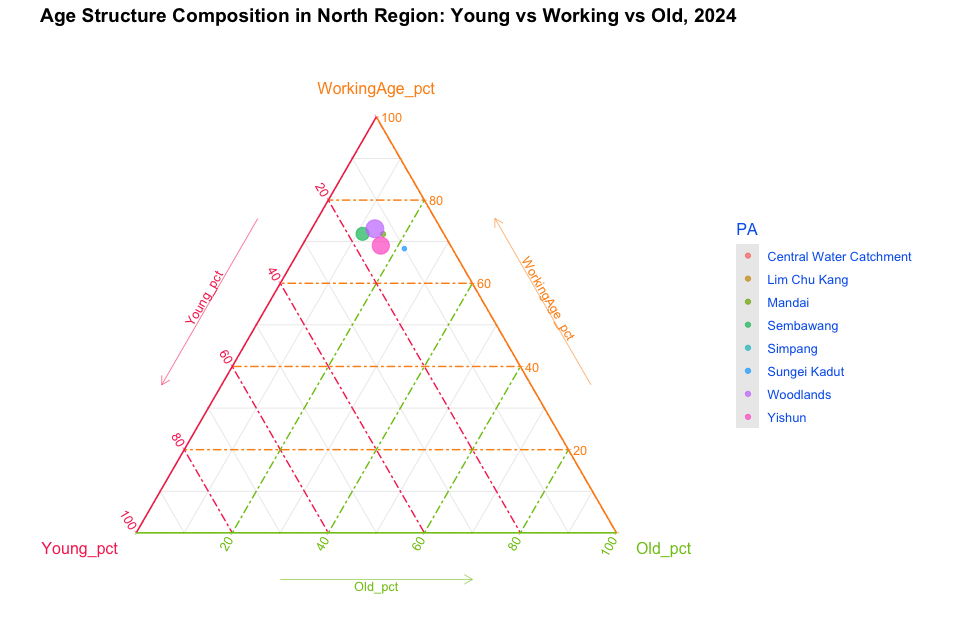 Age Structure Composition in North Region: Young vs Working vs Old, 2024
WorkingAge_pct
100
20
80
40
60
60
40
80
20
100
20
40
60
80
100
Young_pct
WorkingAge_pct
Young_pct
Old_pct
Old_pct
PA
Central Water Catchment
Lim Chu Kang
Mandai
Sembawang
Simpang
Sungei Kadut
Woodlands
Yishun